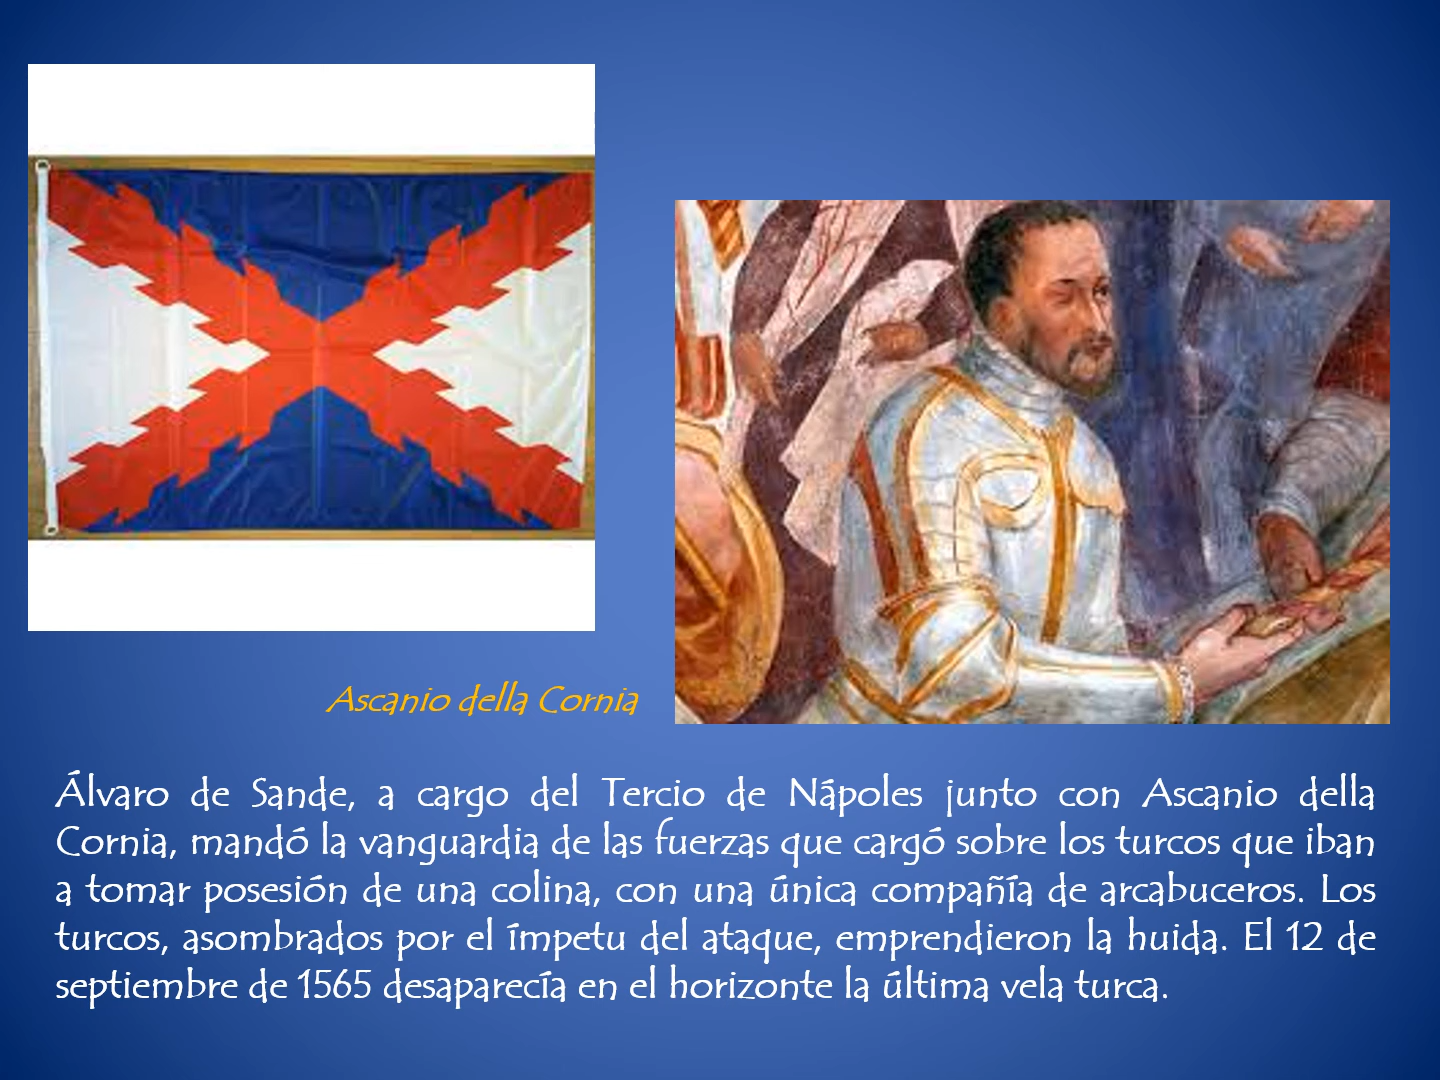 Ascanio della Cornia
Álvaro de Sande, a cargo del Tercio de Nápoles junto con Ascanio della
Cornia, mandó la vanguardia de las fuerzas que cargó sobre los turcos que iban
a tomar posesión de una colina, con una única compañía de arcabuceros. Los
turcos, asombrados por el ímpetu del ataque, emprendieron la huida. El 12 de
septiembre de 1565 desaparecía en el horizonte la última vela turca.